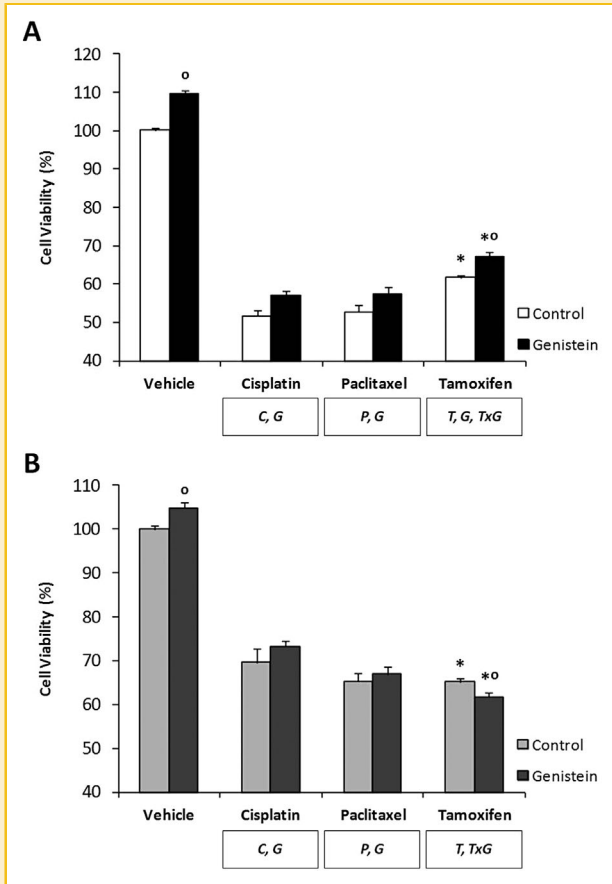 A
120
110
100
90
80
70
60
50
40
Cell Viability (%)
o
*
*o
Control
Genistein
Vehicle Cisplatin Paclitaxel Tamoxifen
C, G P, G T, G, TxG
B
110
100
90
80
70
60
50
40
Cell Viability (%)
o
*
*o
Control
Genistein
Vehicle Cisplatin Paclitaxel Tamoxifen
C, G P, G T, TxG